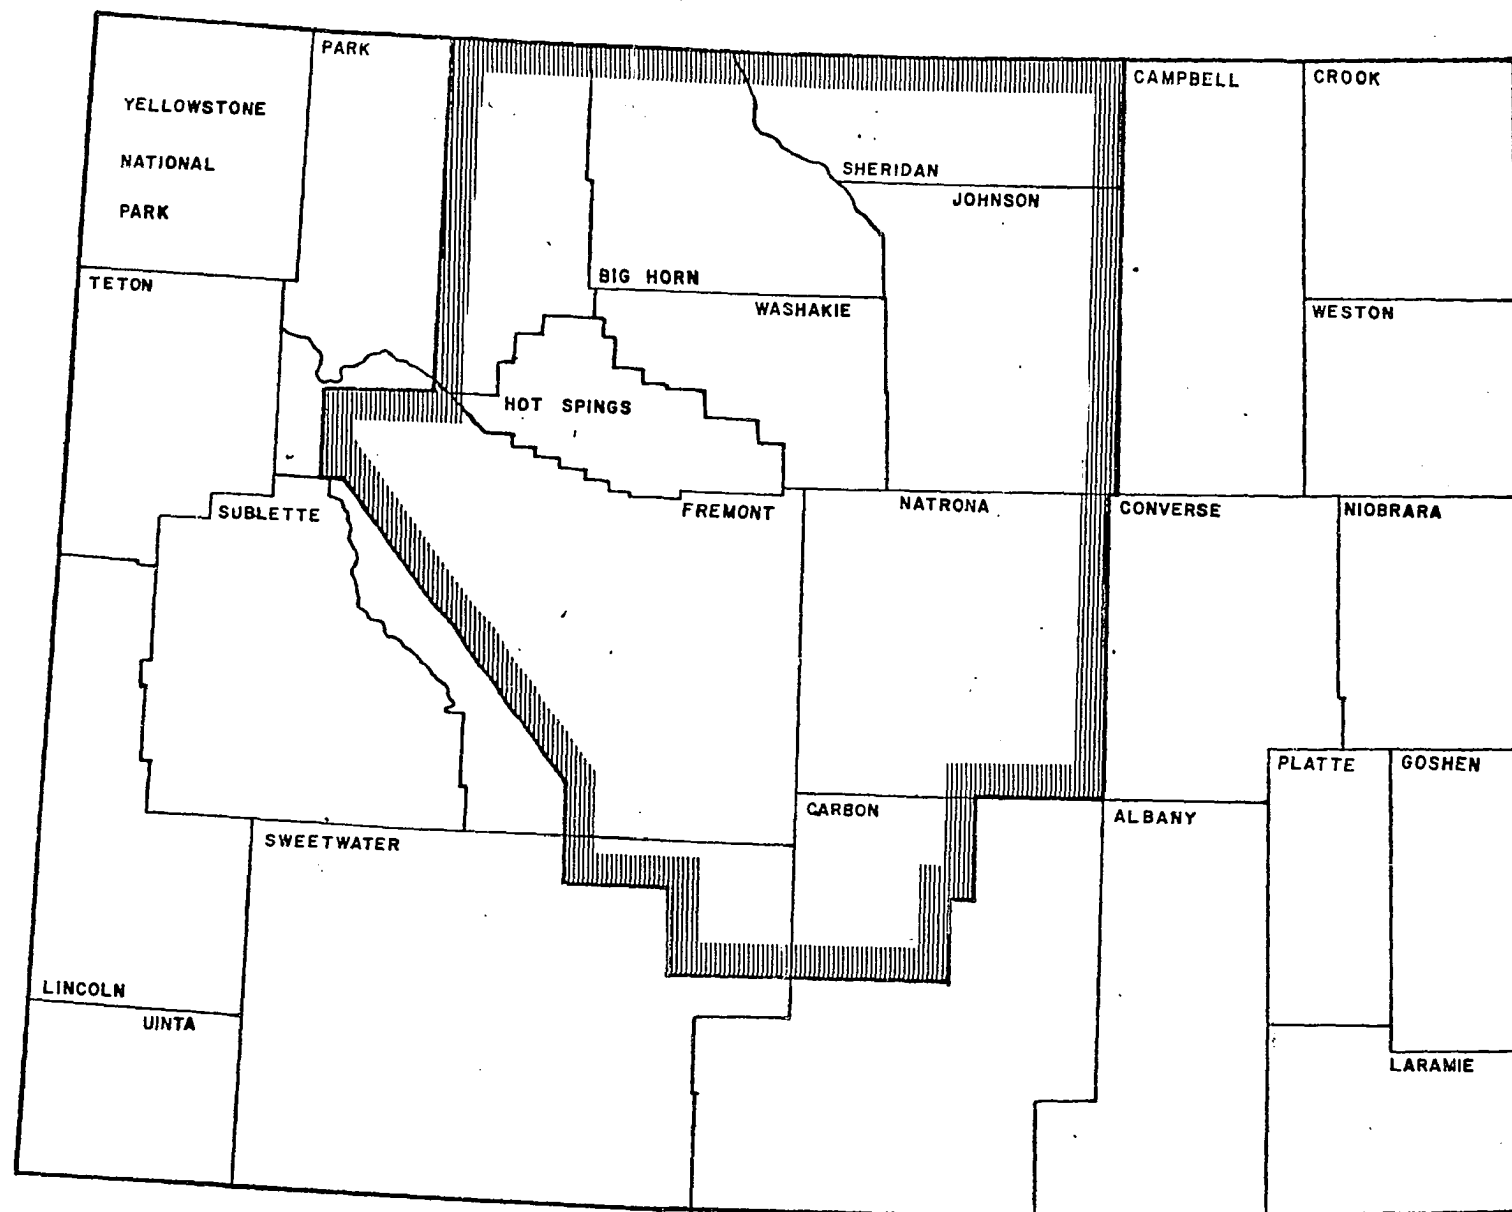 PARK
CAMPBELL
CROOK
YELLOWSTONE
NATIONAL
PARK
SHERIDAN
JOHNSON
TETON
BIG HORN
WASHAKIE
WESTON
HOT SPINGS
SUBLETTE
FREMONT
NATRONA
CONVERSE
NIOBRARA
PLATTE
GOSHEN
CARBON
ALBANY
SWEETWATER
LINCOLN
UINTA
LARAMIE